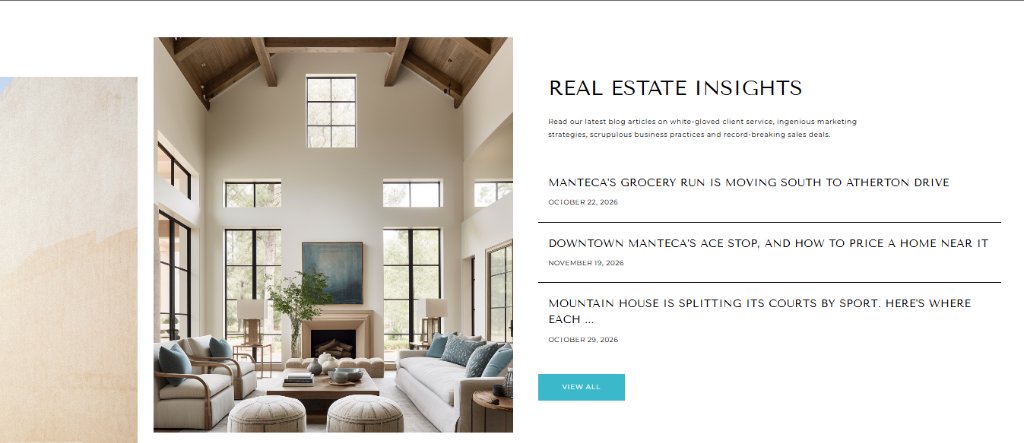 REAL ESTATE INSIGHTS
Read our latest blog articles on white-gloved client service, ingenious marketing
strategies, scrupulous business practices and record-breaking sales deals.
MANTECA'S GROCERY RUN IS MOVING SOUTH TO ATHERTON DRIVE
OCTOBER 22, 2026
DOWNTOWN MANTECA'S ACE STOP, AND HOW TO PRICE A HOME NEAR IT
NOVEMBER 19, 2026
MOUNTAIN HOUSE IS SPLITTING ITS COURTS BY SPORT. HERE'S WHERE
EACH ...
OCTOBER 29, 2026
VIEW ALL